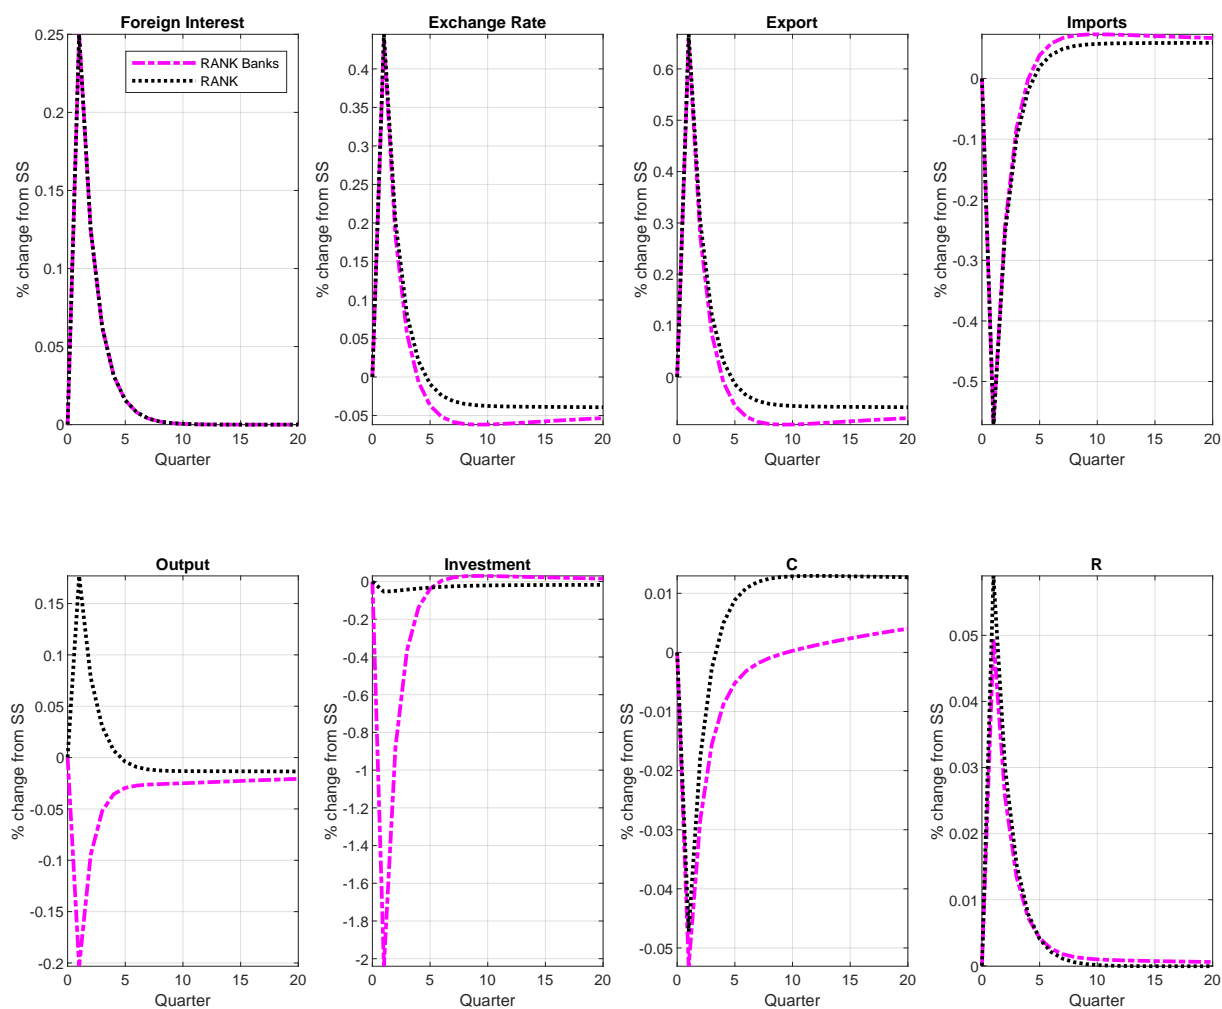 Foreign Interest
0.25
0.2
0.15
0.1
0.05
0
% change from SS
RANK Banks
RANK
0 5 10 15 20
Quarter
Exchange Rate
0.4
0.35
0.3
0.25
0.2
0.15
0.1
0.05
0
-0.05
% change from SS
0 5 10 15 20
Quarter
Export
0.6
0.5
0.4
0.3
0.2
0.1
0
% change from SS
0 5 10 15 20
Quarter
Imports
0
-0.1
-0.2
-0.3
-0.4
-0.5
% change from SS
0 5 10 15 20
Quarter
Output
0.15
0.1
0.05
0
-0.05
-0.1
-0.15
-0.2
% change from SS
0 5 10 15 20
Quarter
Investment
0
-0.2
-0.4
-0.6
-0.8
-1
-1.2
-1.4
-1.6
-1.8
-2
% change from SS
0 5 10 15 20
Quarter
C
0.01
0
-0.01
-0.02
-0.03
-0.04
-0.05
% change from SS
0 5 10 15 20
Quarter
R
0.05
0.04
0.03
0.02
0.01
0
% change from SS
0 5 10 15 20
Quarter